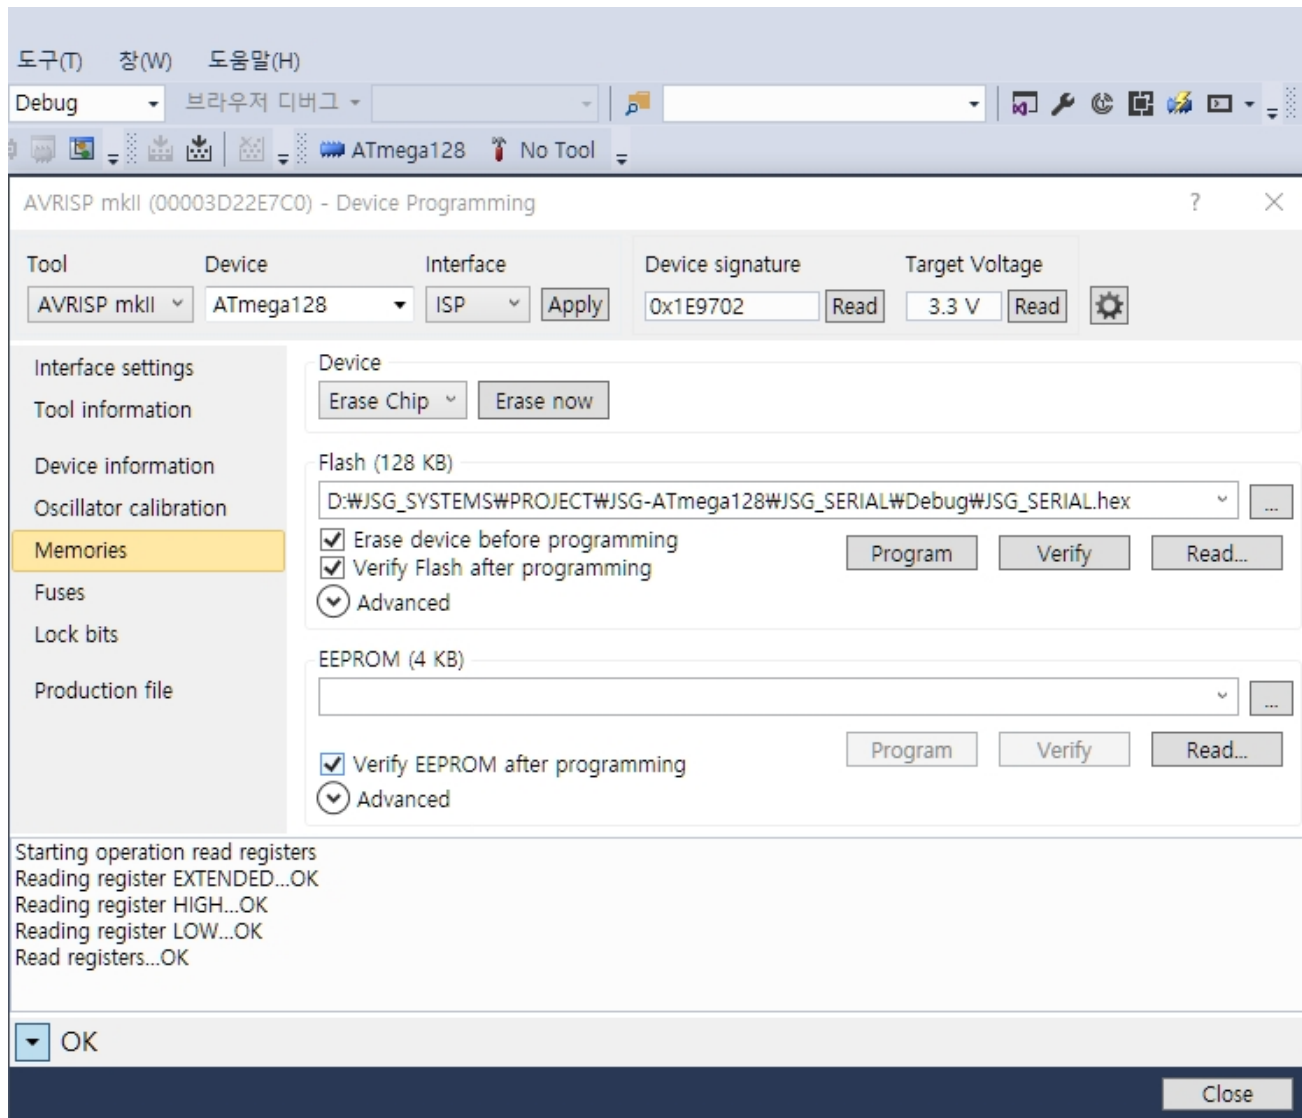 도구(T) 창(W) 도움말(H)
Debug 브라우저 디버그
ATmega128 No Tool
AVRISP mkII (00003D22E7C0) - Device Programming
Tool Device Interface Device signature Target Voltage
AVRISP mkII ATmega128 ISP Apply 0x1E9702 Read 3.3 V Read
Interface settings
Tool information
Device information
Oscillator calibration
Memories
Fuses
Lock bits
Production file
Device
Erase Chip Erase now
Flash (128 KB)
D:₩JSG_SYSTEMS₩PROJECT₩JSG-ATmega128₩JSG_SERIAL₩Debug₩JSG_SERIAL.hex ...
Erase device before programming
Verify Flash after programming
Program Verify Read...
Advanced
EEPROM (4 KB)
...
Program Verify Read...
Verify EEPROM after programming
Advanced
Starting operation read registers
Reading register EXTENDED...OK
Reading register HIGH...OK
Reading register LOW...OK
Read registers...OK
OK
Close